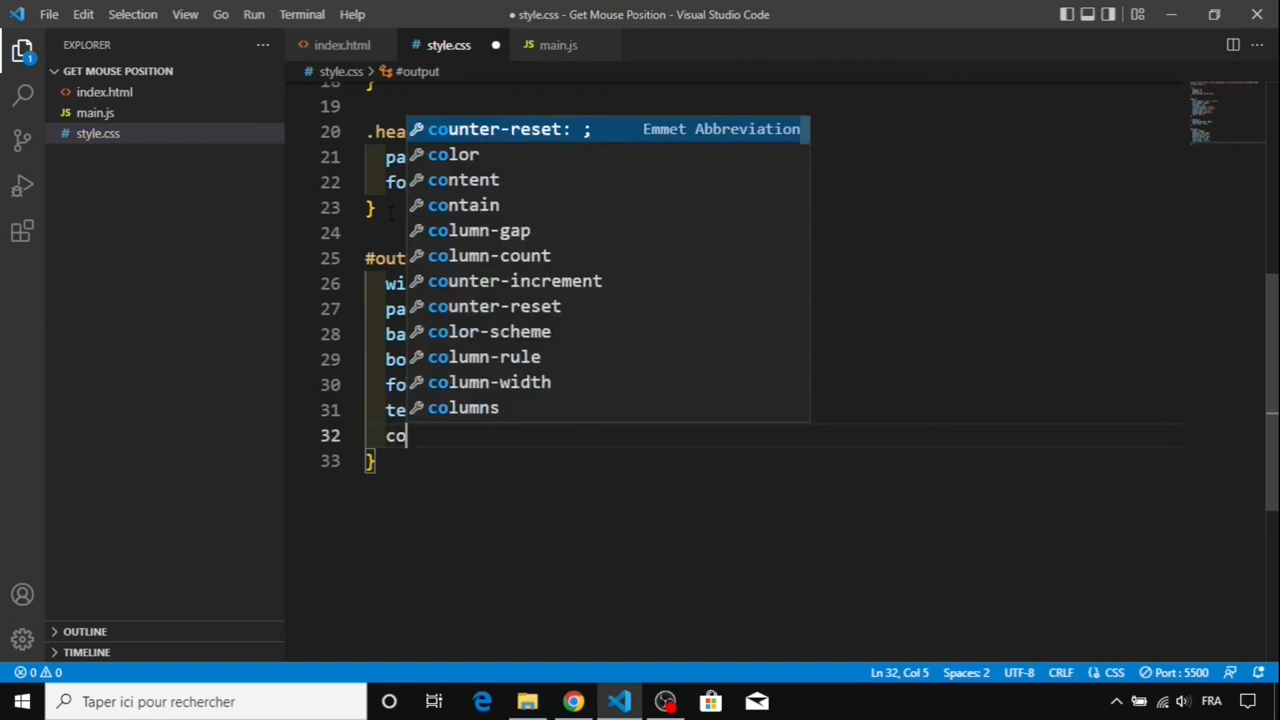 File Edit Selection View Go Run Terminal Help
● style.css - Get Mouse Position - Visual Studio Code
EXPLORER
index.html
style.css
main.js
GET MOUSE POSITION
index.html
main.js
style.css
style.css > #output
18 }
19
20 .hea
21 pa
22 fo
23 }
24
25 #out
26 wi
27 pa
28 ba
29 bo
30 fo
31 te
32 co
33 }
counter-reset: ; Emmet Abbreviation
color
content
contain
column-gap
column-count
counter-increment
counter-reset
color-scheme
column-rule
column-width
columns
1
OUTLINE
TIMELINE
0 0
Ln 32, Col 5 Spaces: 2 UTF-8 CRLF CSS Port : 5500
Taper ici pour rechercher
FRA